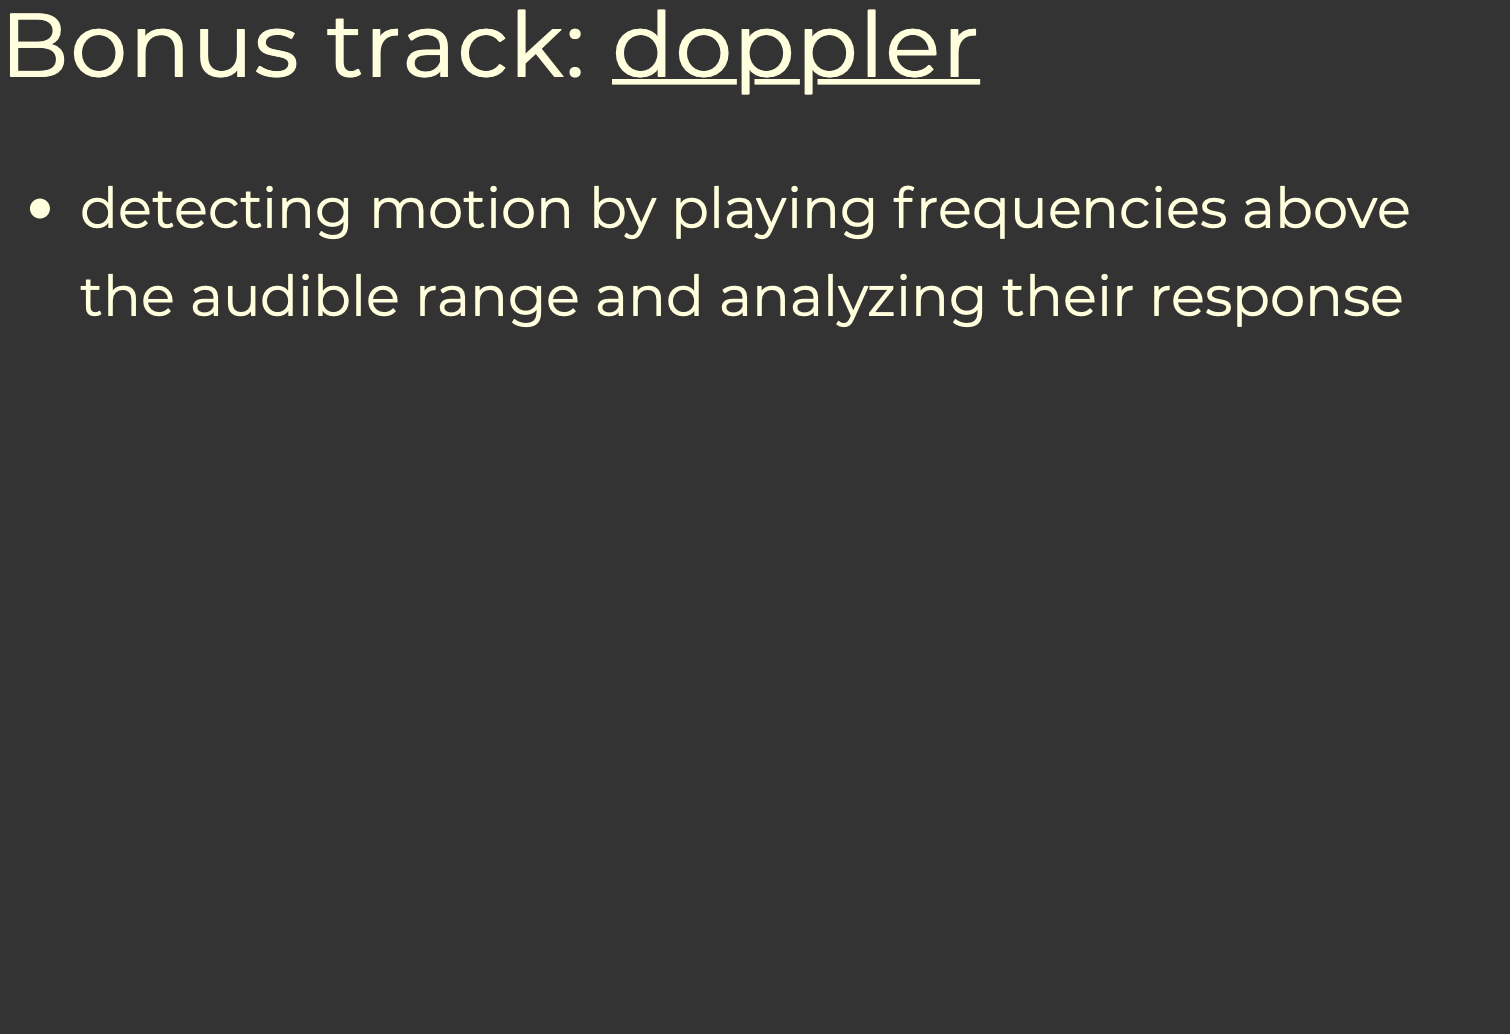 Bonus track: doppler
• detecting motion by playing frequencies above
the audible range and analyzing their response